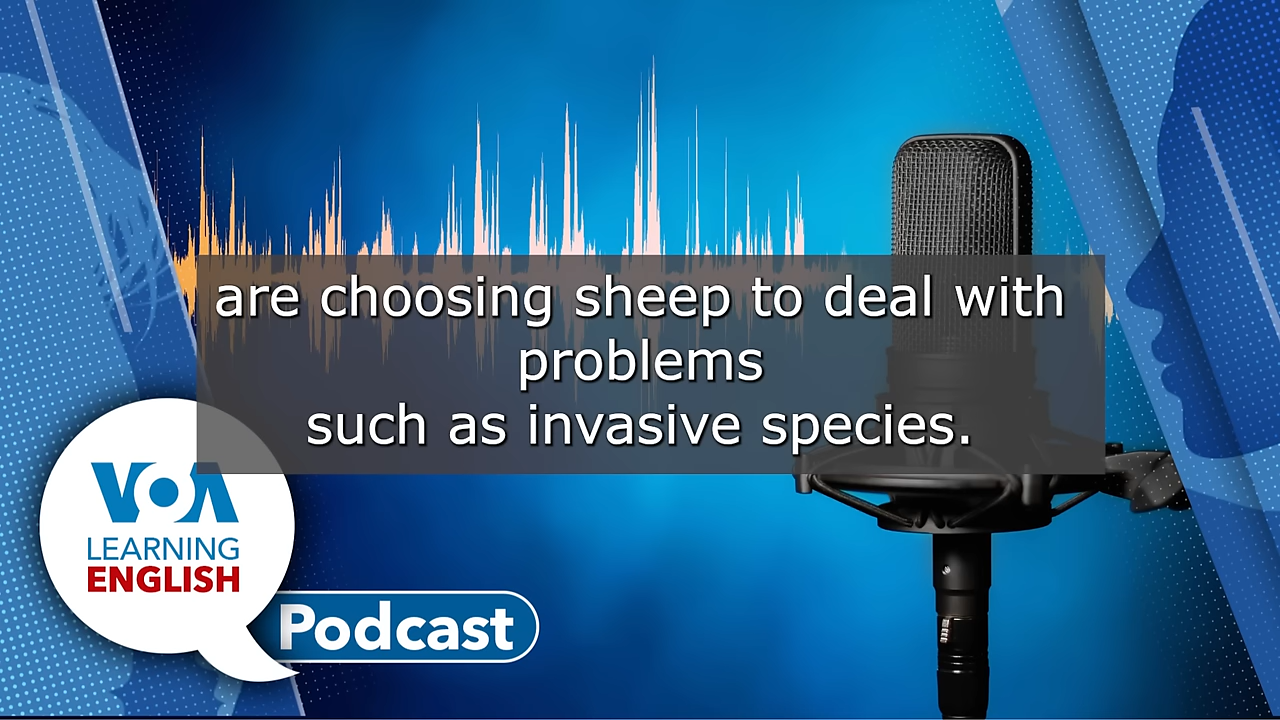 are choosing sheep to deal with
problems
such as invasive species.
VOA
LEARNING
ENGLISH
Podcast